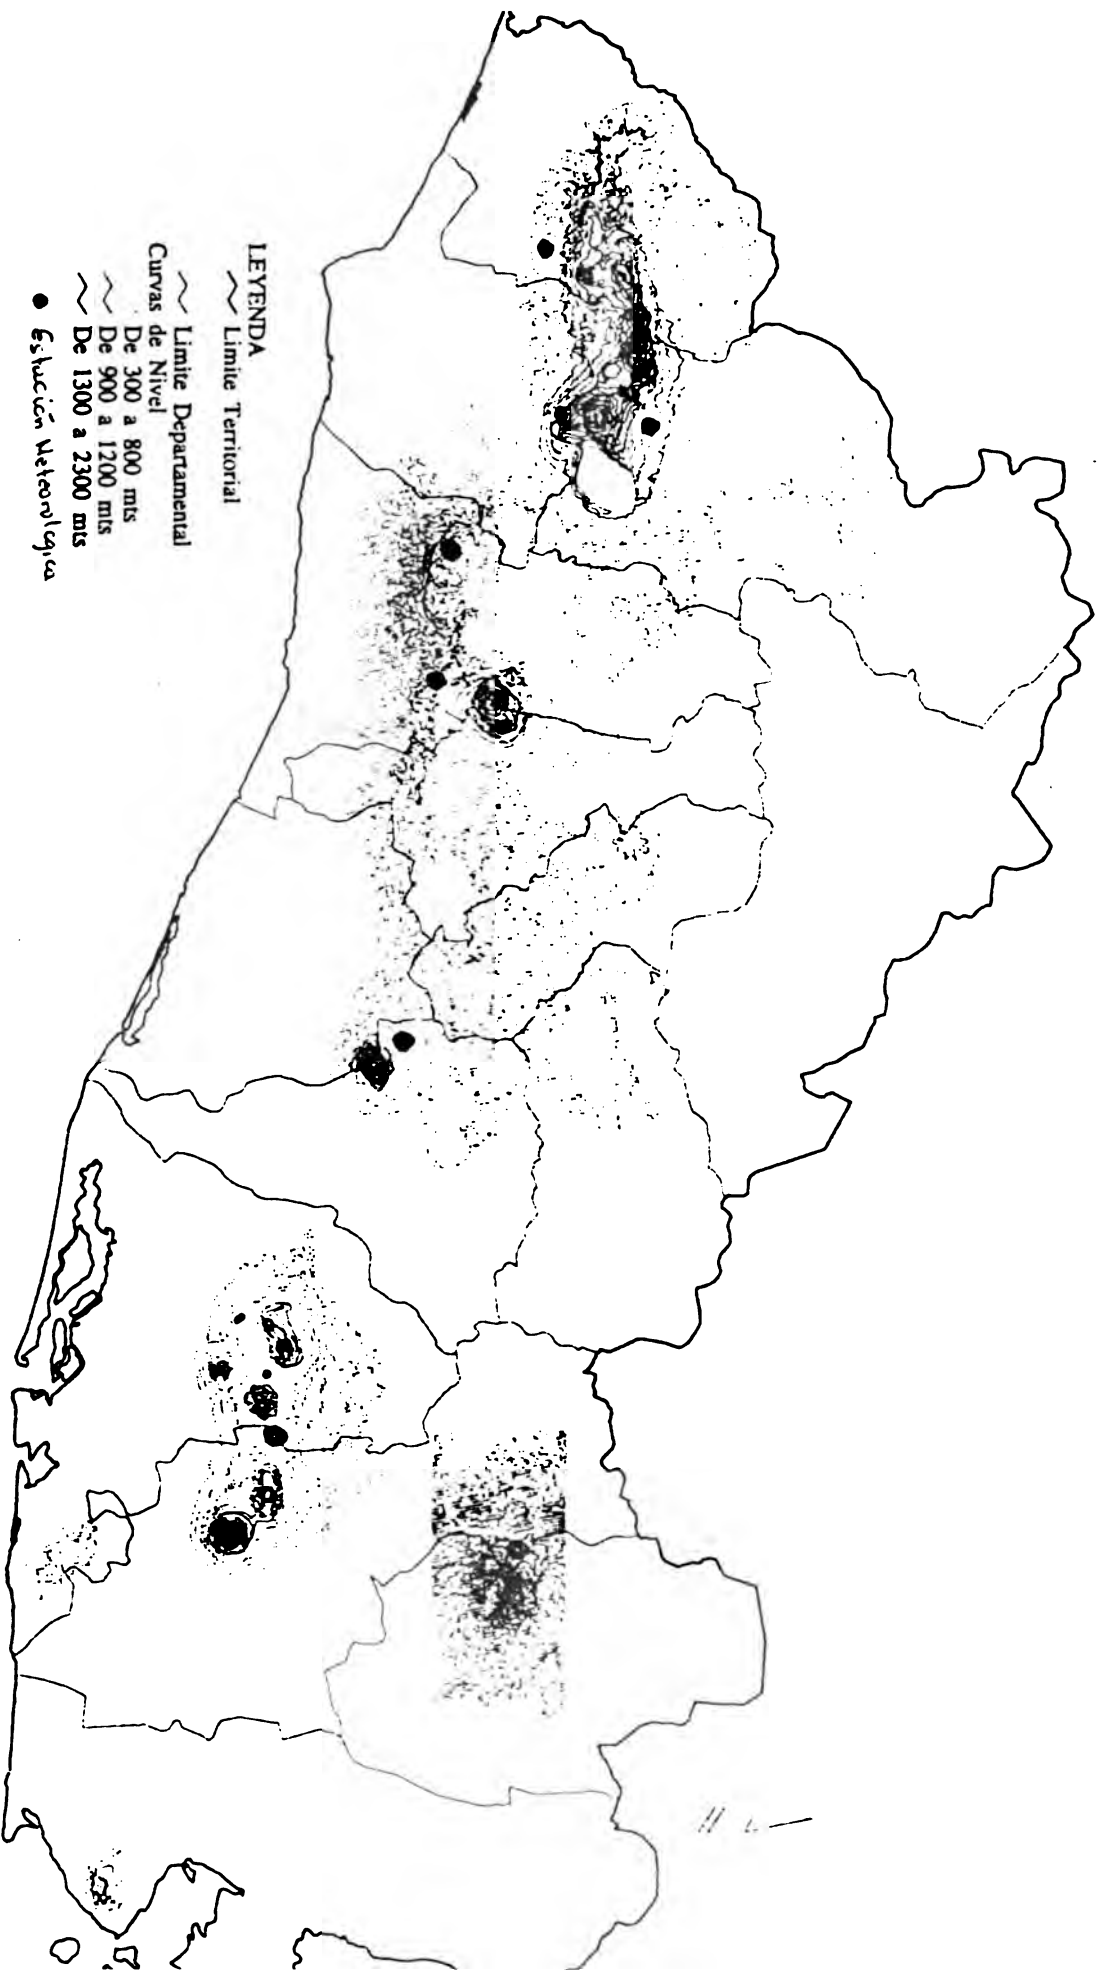 LEYENDA
Limite Territorial
Limite Departamental
Curvas de Nivel
De 300 a 800 mts
De 900 a 1200 mts
De 1300 a 2300 mts
Estación Meteorológica